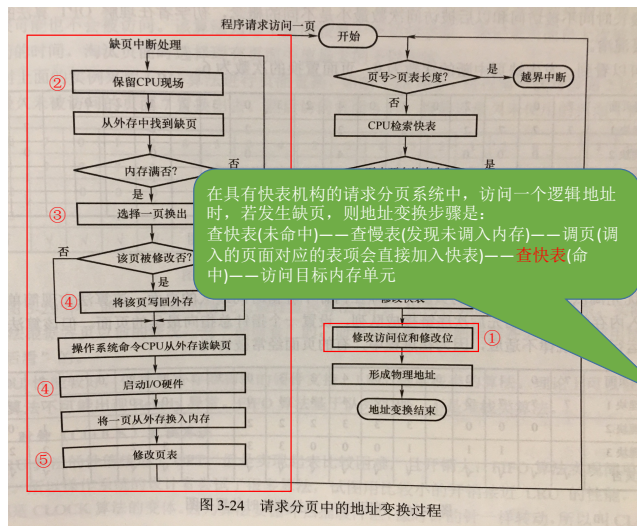 程序请求访问一页
开始
缺页中断处理
② 保留CPU现场
页号>页表长度?
是
越界中断
否
从外存中找到缺页
CPU检索快表
内存满否?
否
是
是
③ 选择一页换出
在具有快表机构的请求分页系统中，访问一个逻辑地址
时，若发生缺页，则地址变换步骤是：
查快表(未命中)——查慢表(发现未调入内存)——调页(调
入的页面对应的表项会直接加入快表)——查快表(命
中)——访问目标内存单元
否
该页被修改否?
是
④ 将该页写回外存
修改快表
操作系统命令CPU从外存读缺页
修改访问位和修改位 ①
④ 启动I/O硬件
形成物理地址
将一页从外存换入内存
地址变换结束
⑤ 修改页表
图 3-24 请求分页中的地址变换过程